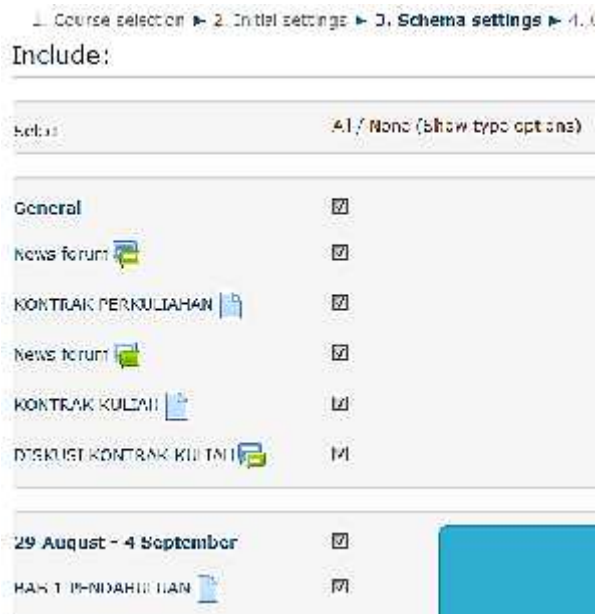 1. Course selection ► 2. Initial settings ► 3. Schema settings ► 4.
Include:
Select
All / None (Show type options)
General
News forum
KONTRAK PERKULIAHAN
News forum
KONTRAK KULIAH
DISKUSI KONTRAK KULIAH
29 August - 4 September
BAB 1 PENDAHULUAN